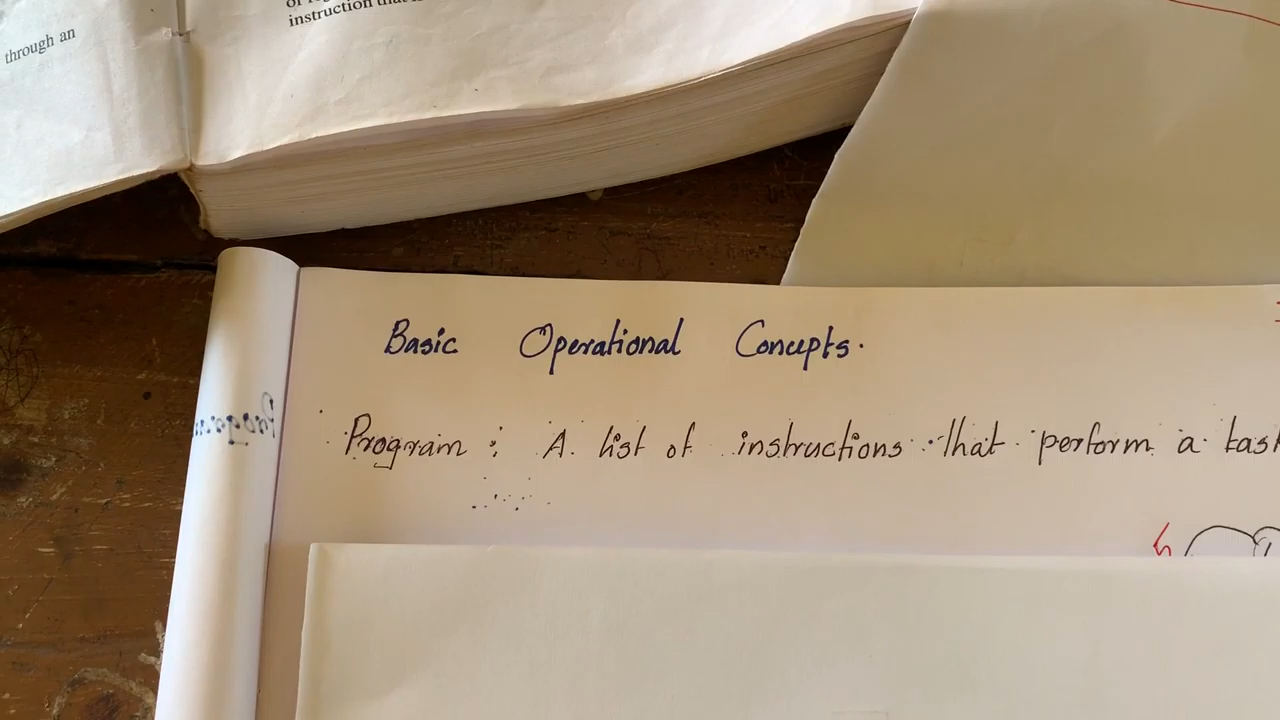 through an
instruction that
Basic Operational Concepts.
Program : A list of instructions that perform a task